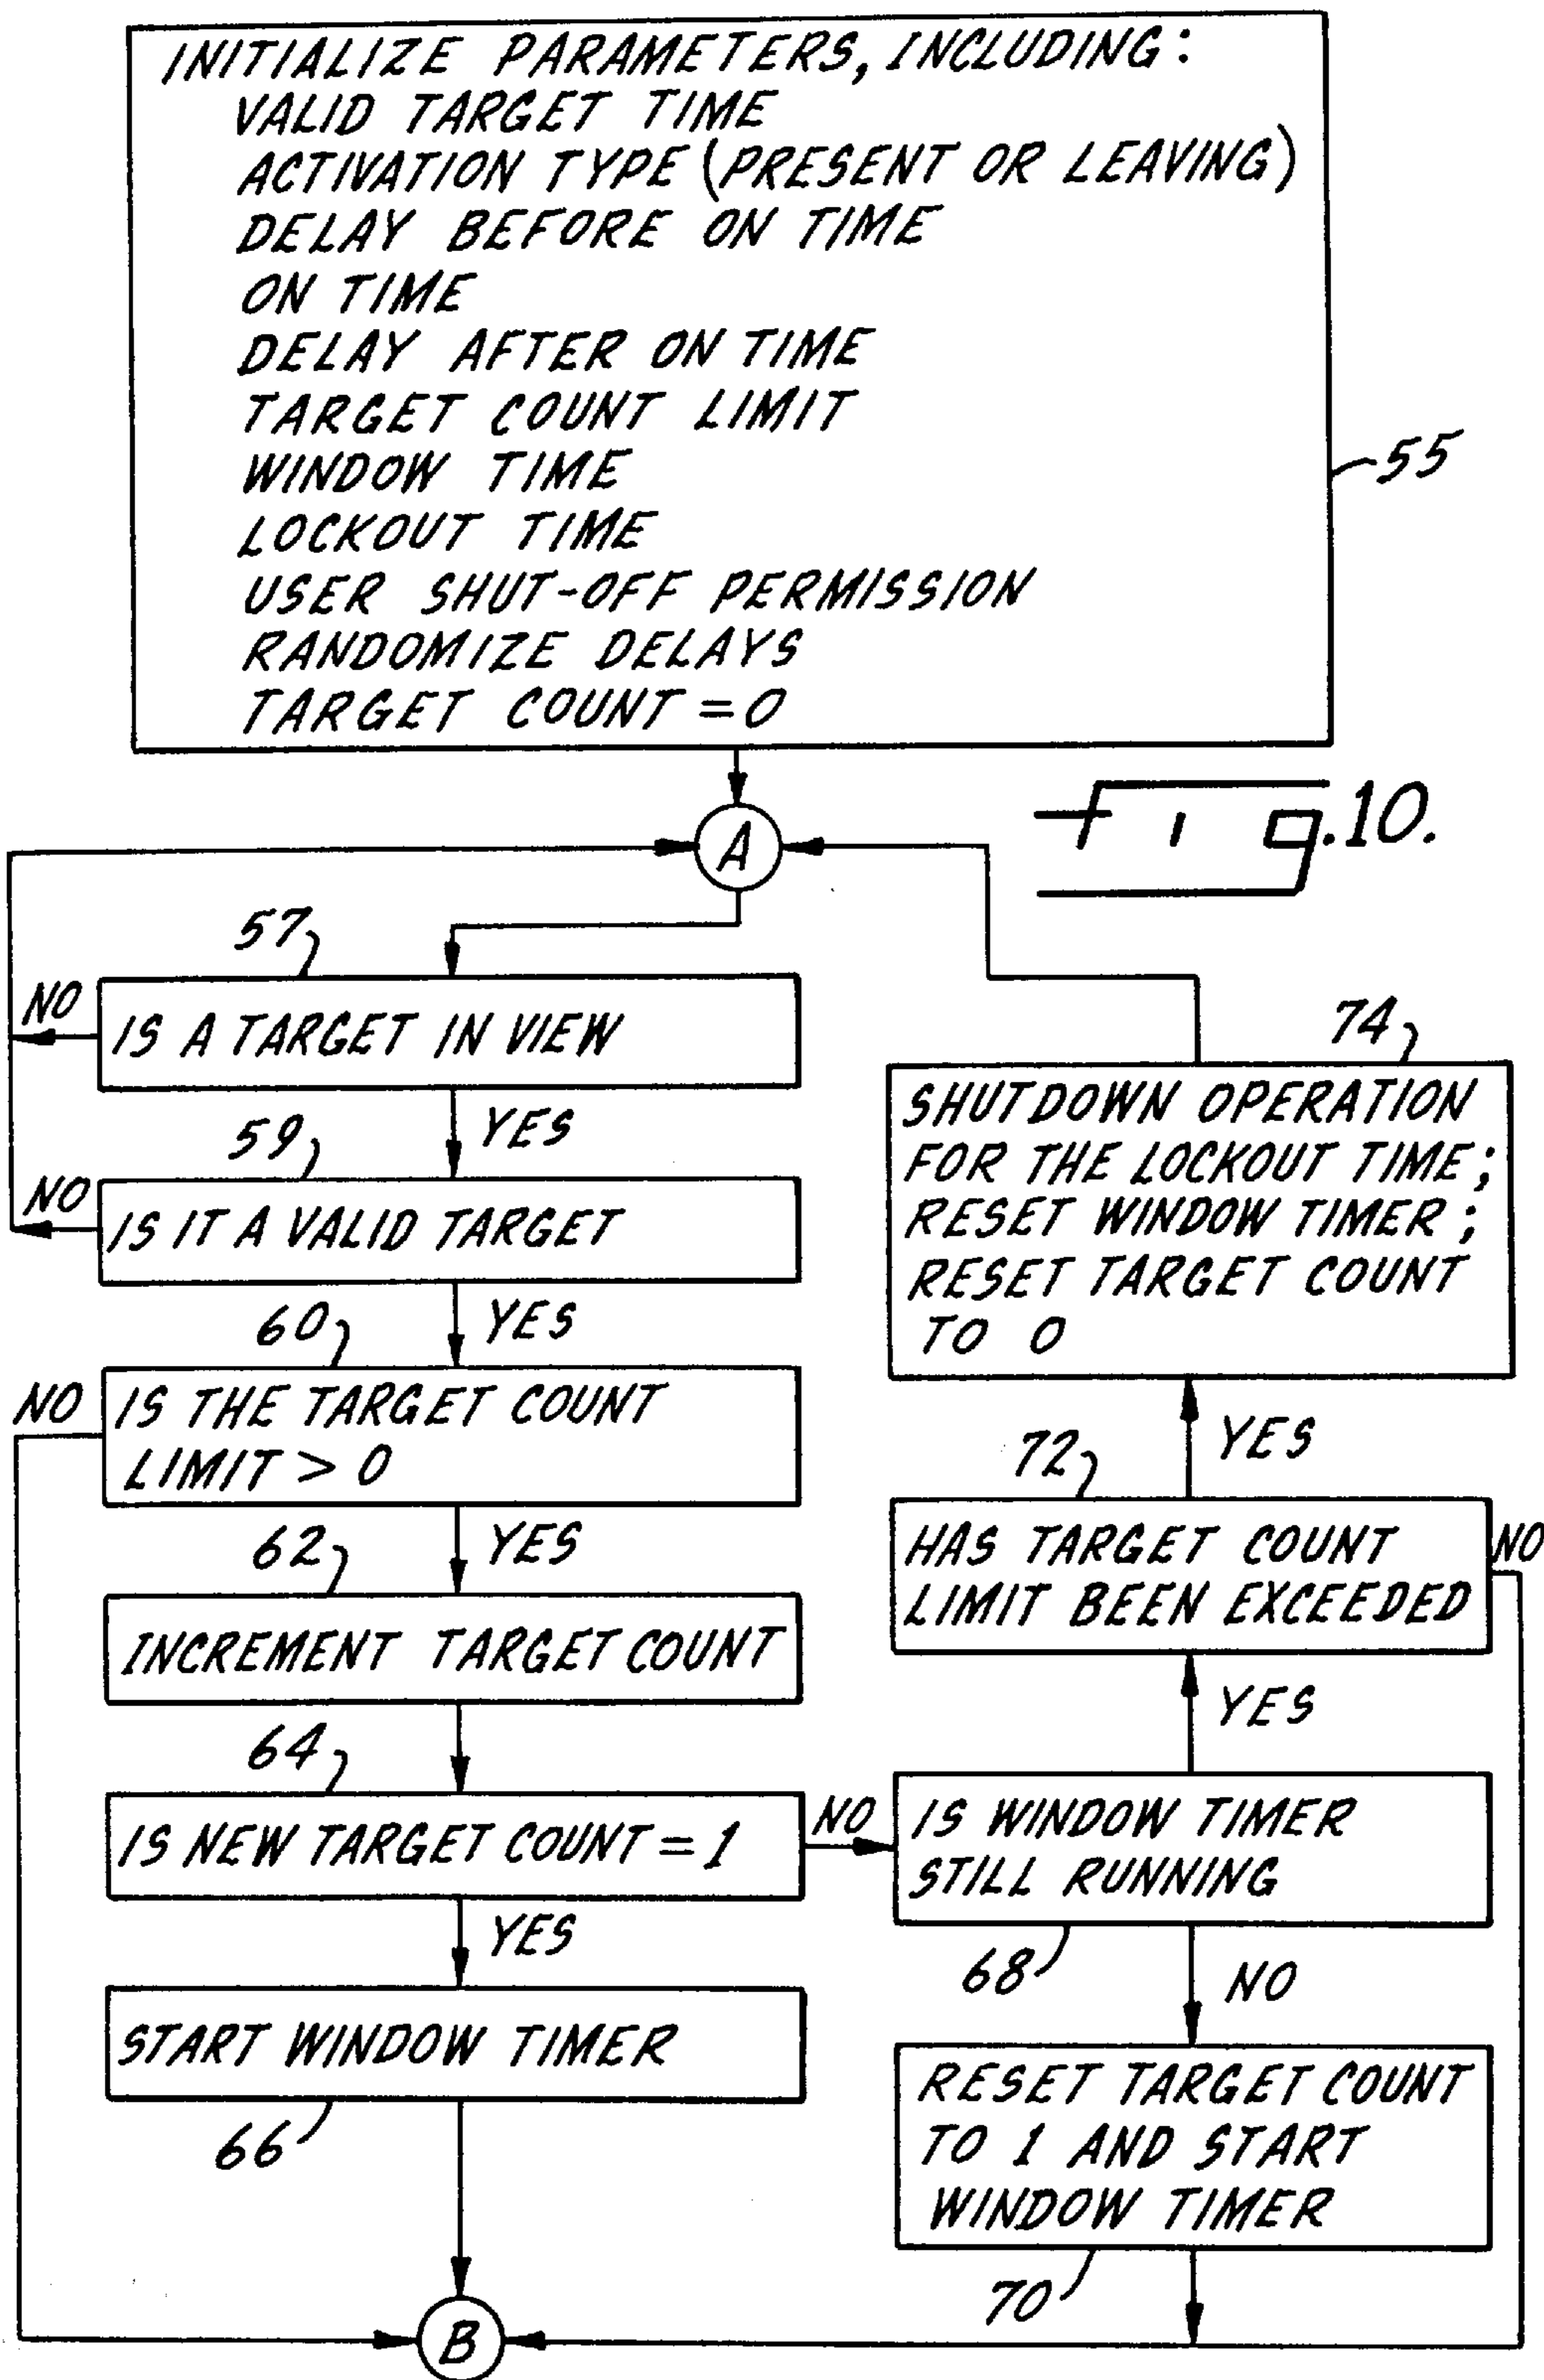 INITIALIZE PARAMETERS, INCLUDING:
VALID TARGET TIME
ACTIVATION TYPE (PRESENT OR LEAVING)
DELAY BEFORE ON TIME
ON TIME
DELAY AFTER ON TIME
TARGET COUNT LIMIT
WINDOW TIME
LOCKOUT TIME
USER SHUT-OFF PERMISSION
RANDOMIZE DELAYS
TARGET COUNT = 0
55
A
Fig. 10.
57
NO
IS A TARGET IN VIEW
YES
59
NO
IS IT A VALID TARGET
YES
60
NO
IS THE TARGET COUNT
LIMIT > 0
YES
62
INCREMENT TARGET COUNT
64
IS NEW TARGET COUNT = 1
NO
YES
START WINDOW TIMER
66
B
74
SHUTDOWN OPERATION
FOR THE LOCKOUT TIME;
RESET WINDOW TIMER;
RESET TARGET COUNT
TO 0
YES
72
HAS TARGET COUNT
LIMIT BEEN EXCEEDED
NO
YES
IS WINDOW TIMER
STILL RUNNING
68
NO
RESET TARGET COUNT
TO 1 AND START
WINDOW TIMER
70